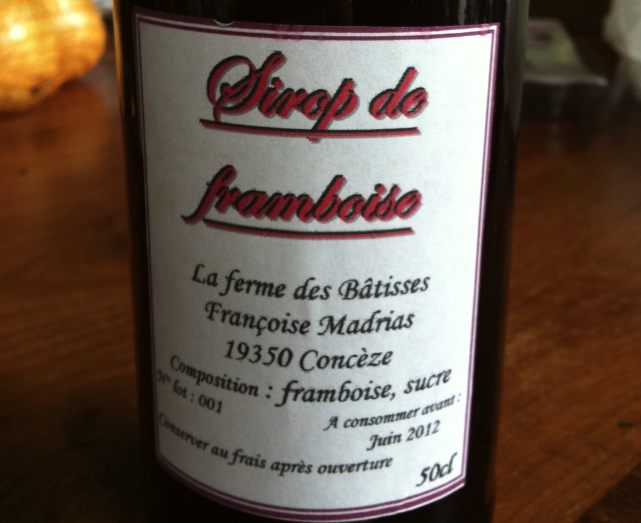 Sirop de
framboise
La ferme des Bâtisses
Françoise Madrias
19350 Concèze
Composition : framboise, sucre
N° lot : 001
A consommer avant :
Juin 2012
Conserver au frais après ouverture
50cl